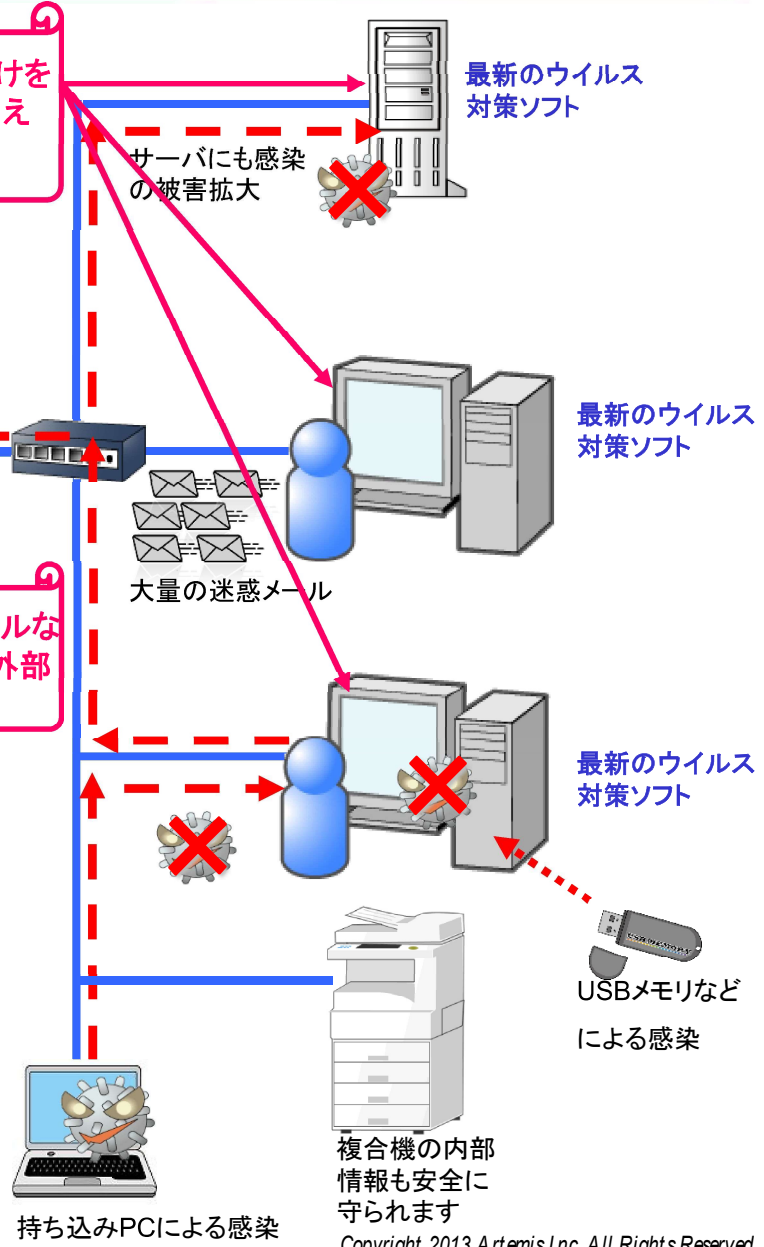 けを
え
最新のウイルス
対策ソフト
サーバにも感染
の被害拡大
最新のウイルス
対策ソフト
大量の迷惑メール
ルな
外部
最新のウイルス
対策ソフト
USB MEMORY
USBメモリなど
による感染
複合機の内部
情報も安全に
守られます
持ち込みPCによる感染
Copyright 2013 Artemis Inc. All Rights Reserved